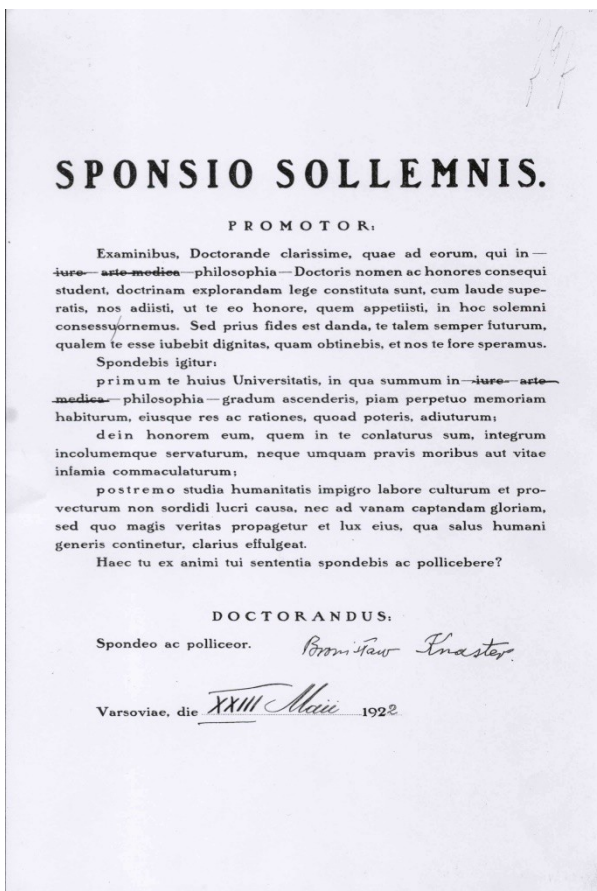 SPONSIO SOLLEMNIS.
PROMOTOR:
Examinibus, Doctorande clarissime, quae ad eorum, qui in —
iure arte medica — philosophia — Doctoris nomen ac honores consequi
student, doctrinam explorandam lege constituta sunt, cum laude supe-
ratis, nos adiisti, ut te eo honore, quem appetiisti, in hoc solemni
consessu ornemus. Sed prius fides est danda, te talem semper futurum,
qualem te esse iubebit dignitas, quam obtinebis, et nos te fore speramus.
Spondebis igitur:
primum te huius Universitatis, in qua summum in — iure arte
medica — philosophia — gradum ascenderis, piam perpetuo memoriam
habiturum, eiusque res ac rationes, quoad poteris, adiuturum;
dein honorem eum, quem in te conlaturus sum, integrum
incolumemque servaturum, neque umquam pravis moribus aut vitae
infamia commaculaturum;
postremo studia humanitatis impigro labore culturum et pro-
vecturum non sordidi lucri causa, nec ad vanam captandam gloriam,
sed quo magis veritas propagetur et lux eius, qua salus humani
generis continetur, clarius effulgeat.
Haec tu ex animi tui sententia spondebis ac pollicebere?
DOCTORANDUS:
Spondeo ac polliceor. Bronisław Knaster.
Varsoviae, die XXIII Maii 1922